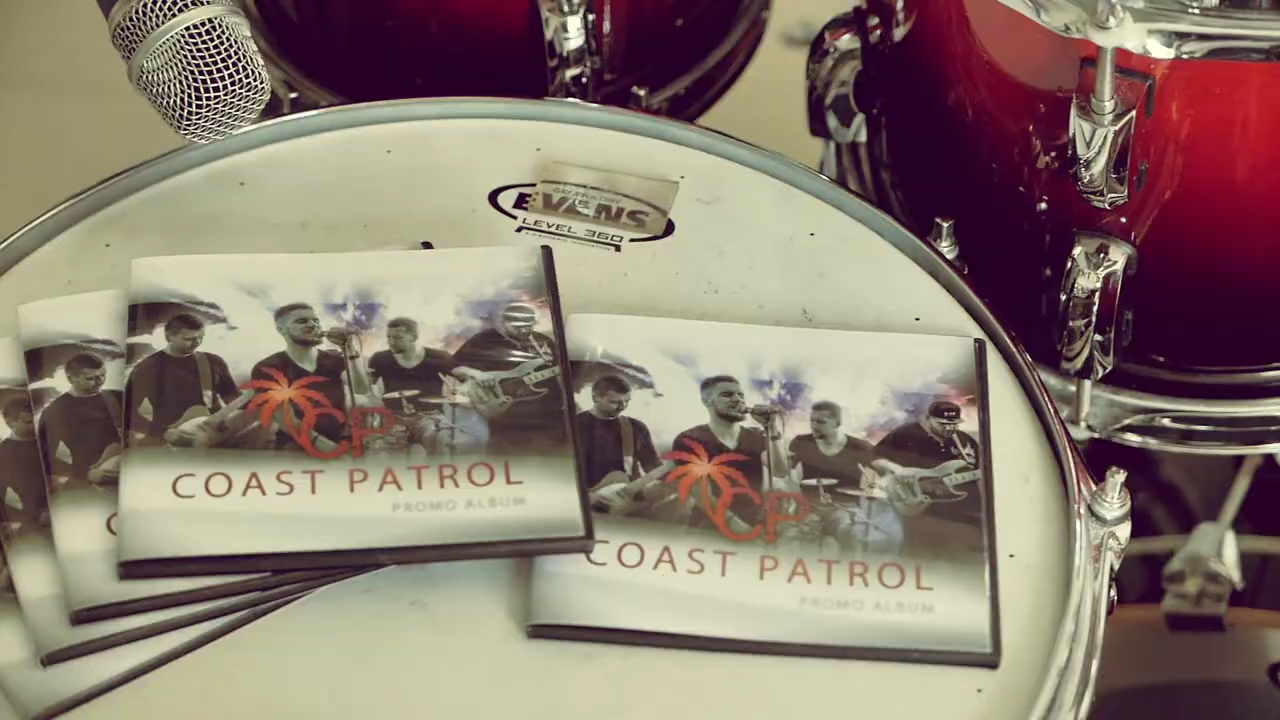 EVANS
LEVEL 360
CP
COAST PATROL
PROMO ALBUM
CP
COAST PATROL
PROMO ALBUM
C